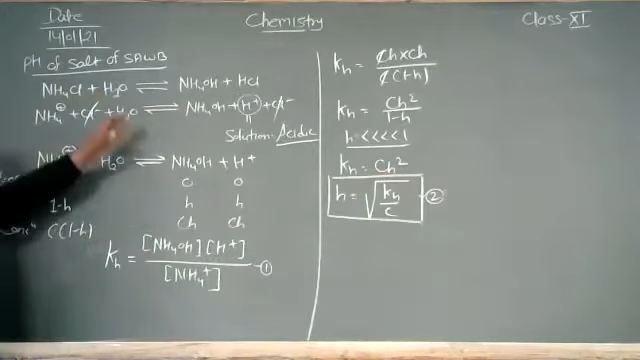 Date
14/01/21
Chemistry
Class-XI
PH of Salt of SAWB
NH₄Cl + H₂O ⇌ NH₄OH + HCl
NH₄⊕ + Cl⁻ + H₂O ⇌ NH₄OH + H⁺ + Cl⁻
Solution-Acidic
H₂O ⇌ NH₄OH + H⁺
0 0
1-h h h
C(1-h) Ch Ch
Kh = [NH₄OH][H⁺] / [NH₄⁺] -①
Kh = Ch×Ch / C(1-h)
Kh = Ch² / 1-h
h <<<< 1
Kh = Ch²
h = √Kh/C ②